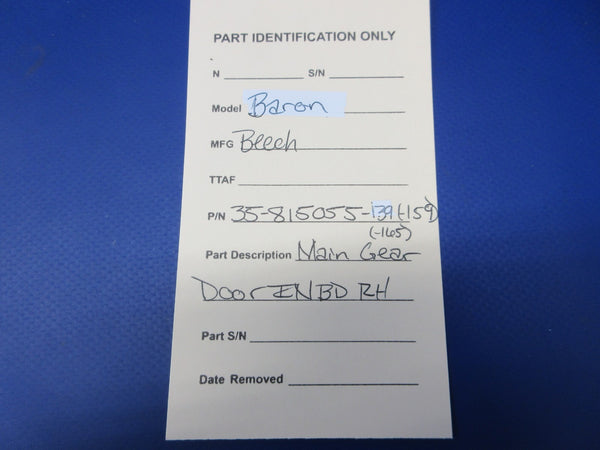 PART IDENTIFICATION ONLY
N S/N
Model Baron
MFG Beech
TTAF
P/N 35-815055-139(-159)
(-165)
Part Description Main Gear
Door INBD RH
Part S/N
Date Removed